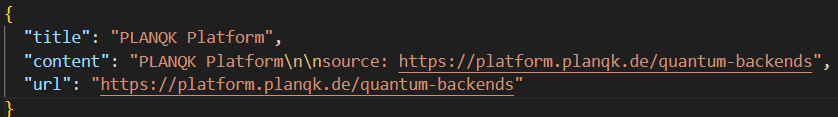 {
"title": "PLANQK Platform",
"content": "PLANQK Platform\n\nsource: https://platform.planqk.de/quantum-backends",
"url": "https://platform.planqk.de/quantum-backends"
}